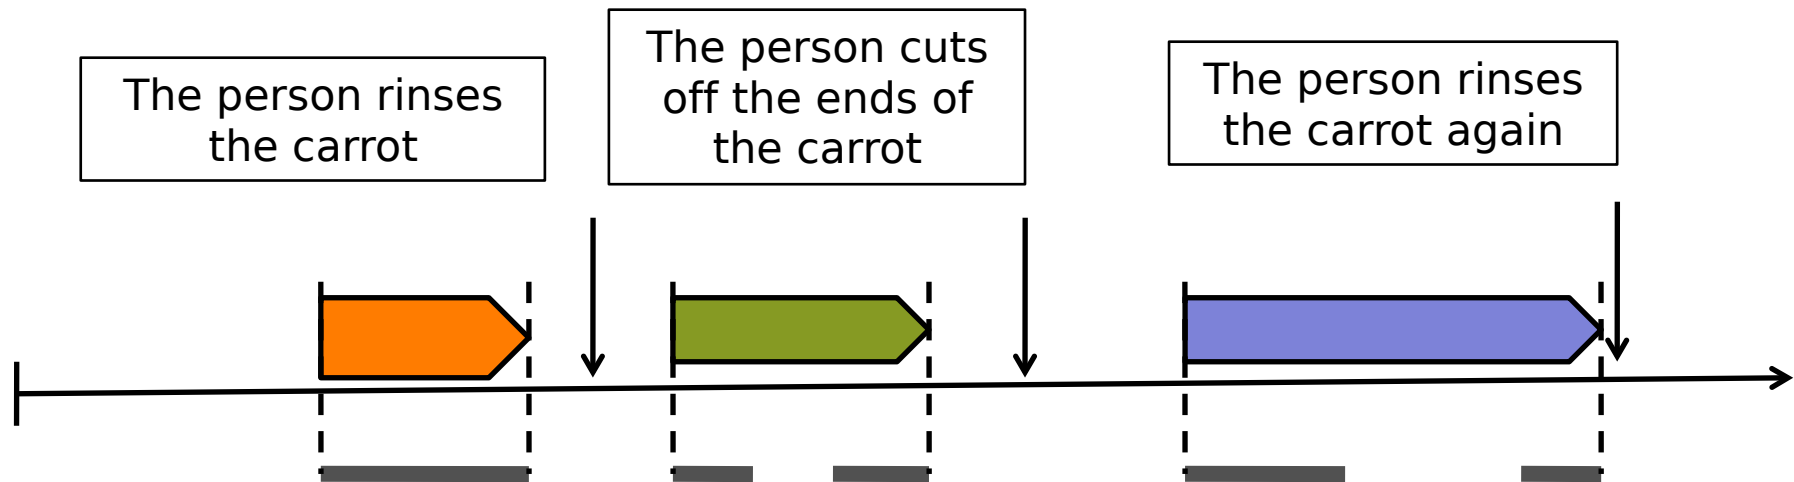 The person rinses
the carrot
The person cuts
off the ends of
the carrot
The person rinses
the carrot again